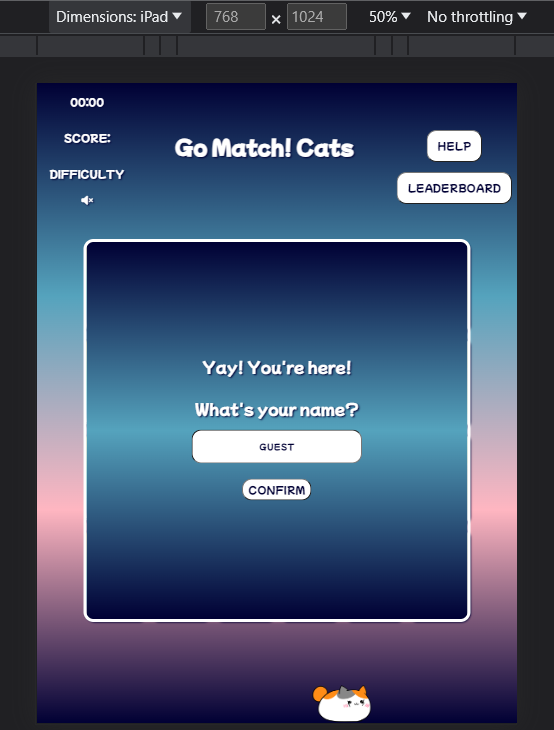 Dimensions: iPad ▼ 768 × 1024 50% ▼ No throttling ▼
00:00
SCORE:
DIFFICULTY
Go Match! Cats
HELP
LEADERBOARD
Yay! You're here!
What's your name?
GUEST
CONFIRM